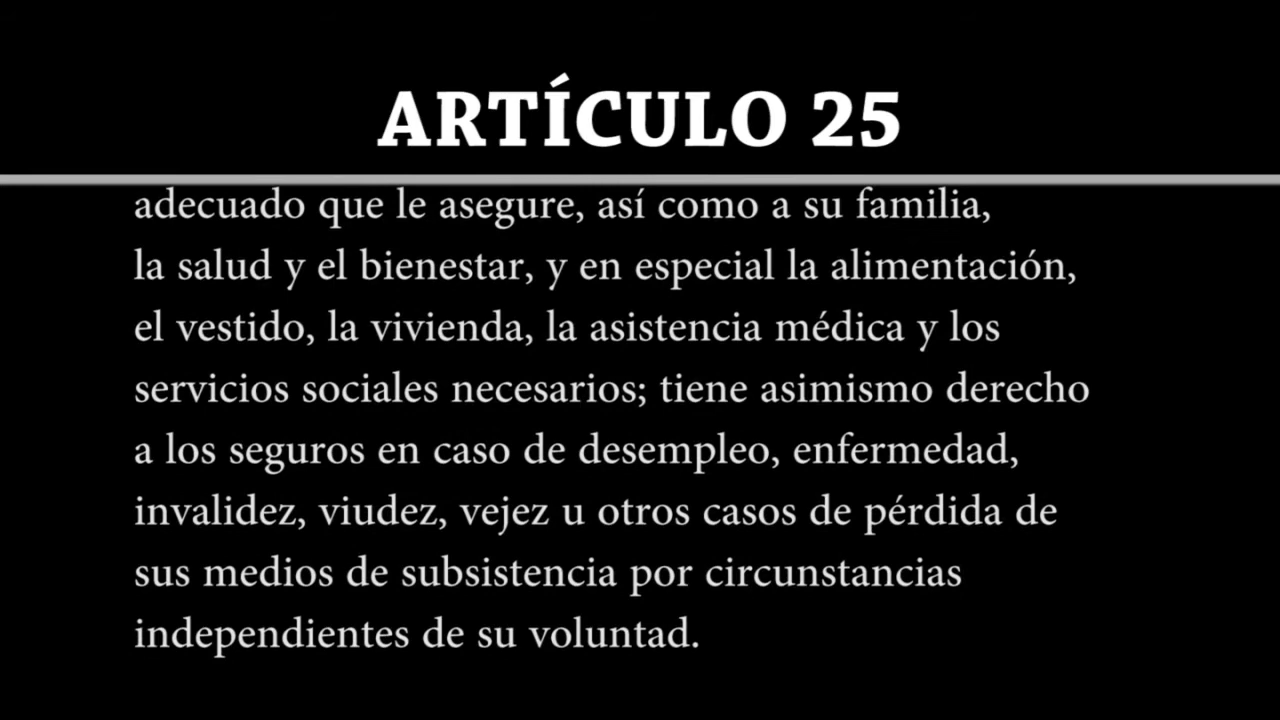 ARTÍCULO 25
adecuado que le asegure, así como a su familia,
la salud y el bienestar, y en especial la alimentación,
el vestido, la vivienda, la asistencia médica y los
servicios sociales necesarios; tiene asimismo derecho
a los seguros en caso de desempleo, enfermedad,
invalidez, viudez, vejez u otros casos de pérdida de
sus medios de subsistencia por circunstancias
independientes de su voluntad.